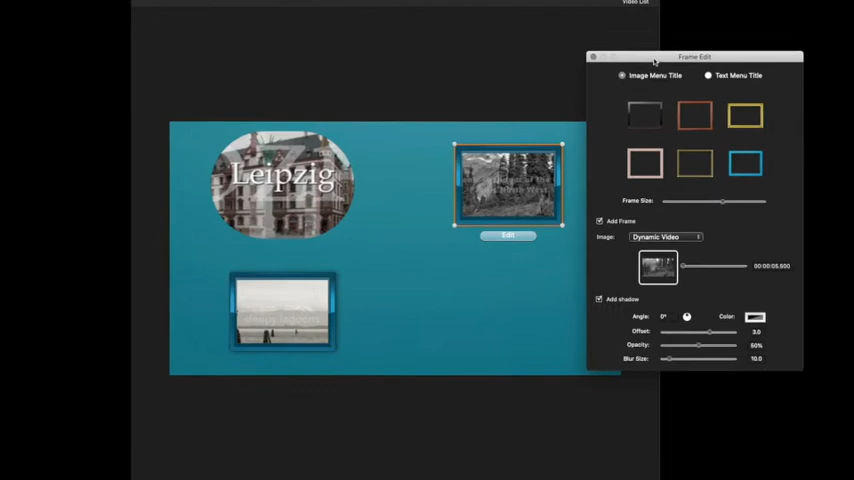 Video List
Frame Edit
Image Menu Title
Text Menu Title
Leipzig
Frame Size:
Add Frame
Edit
Image:
Dynamic Video
00:00:05.500
Add shadow
Angle:
0°
Color:
Offset:
3.0
Opacity:
50%
Blur Size:
10.0